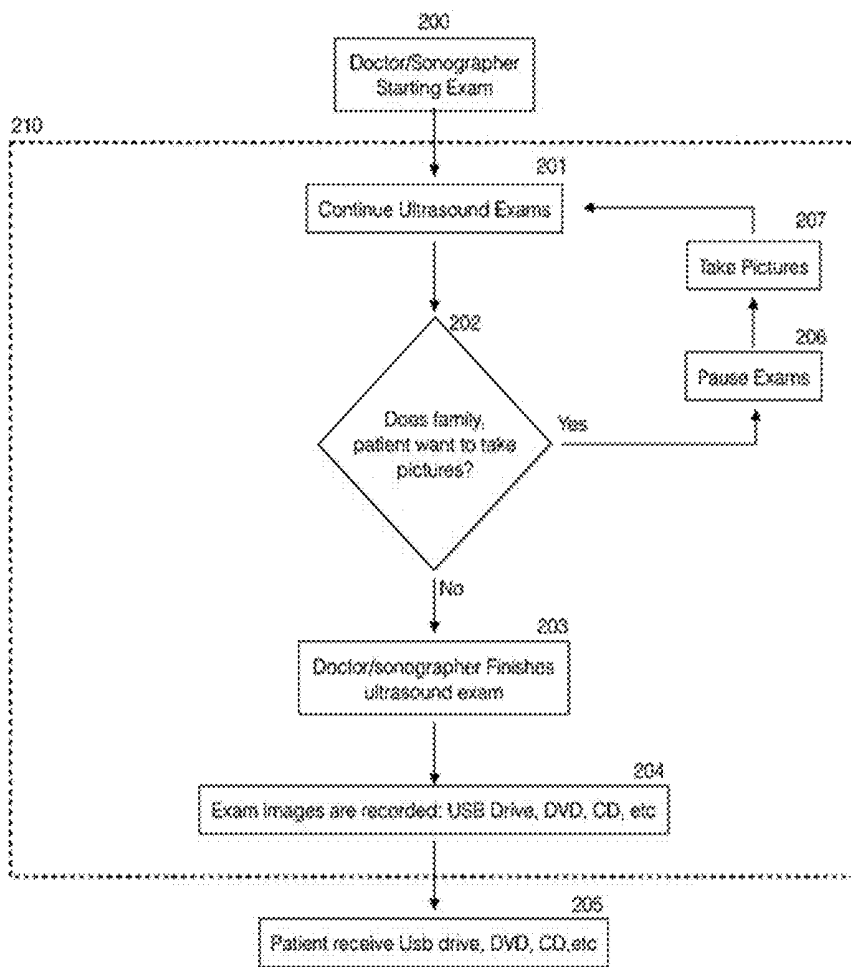 200
Doctor/Sonographer
Starting Exam
210
201
Continue Ultrasound Exams
207
Take Pictures
202
206
Pause Exams
Does family,
patient want to take
pictures?
Yes
No
203
Doctor/sonographer Finishes
ultrasound exam
204
Exam images are recorded: USB Drive, DVD, CD, etc
205
Patient receive Usb drive, DVD, CD,etc